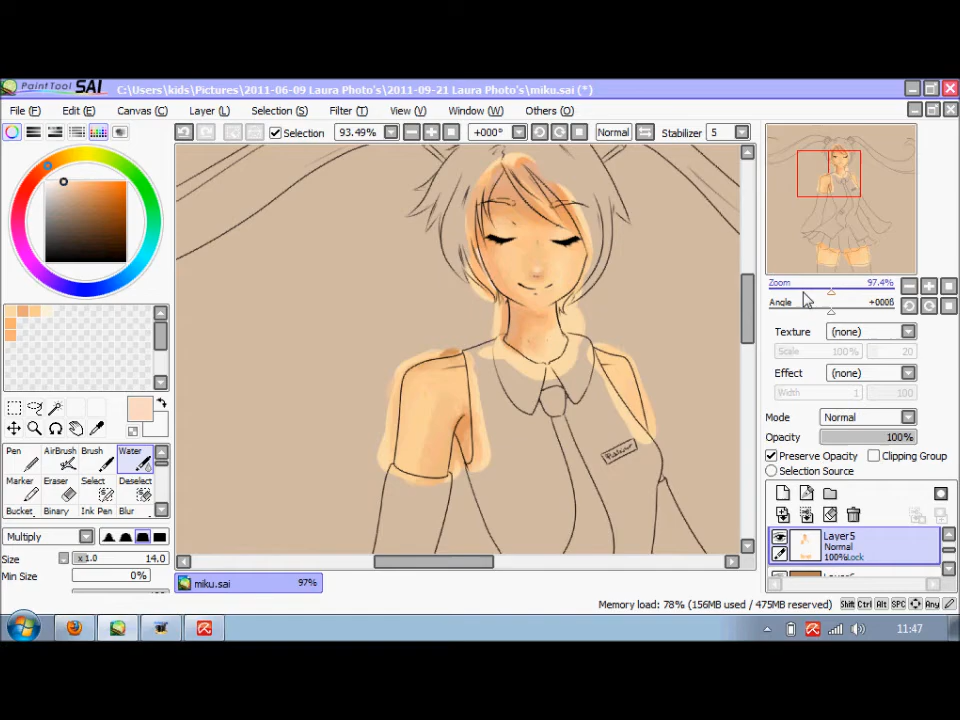 PaintTool SAI C:\Users\kids\Pictures\2011-06-09 Laura Photo's\2011-09-21 Laura Photo's\miku.sai (*)
File (F) Edit (E) Canvas (C) Layer (L) Selection (S) Filter (T) View (V) Window (W) Others (O)
Selection 93.49% +000° Normal Stabilizer 5
Zoom 97.4%
Angle +000ß
Texture (none)
Scale 100% 20
Effect (none)
Width 1 100
Mode Normal
Opacity 100%
Preserve Opacity Clipping Group
Selection Source
Pen AirBrush Brush Water
Marker Eraser Select Deselect
Bucket Binary Ink Pen Blur
Multiply
Size x1.0 14.0
Min Size 0%
Layer5
Normal
100%Lock
miku.sai 97%
Memory load: 78% (156MB used / 475MB reserved) Shift Ctrl Alt SPC Any
11:47